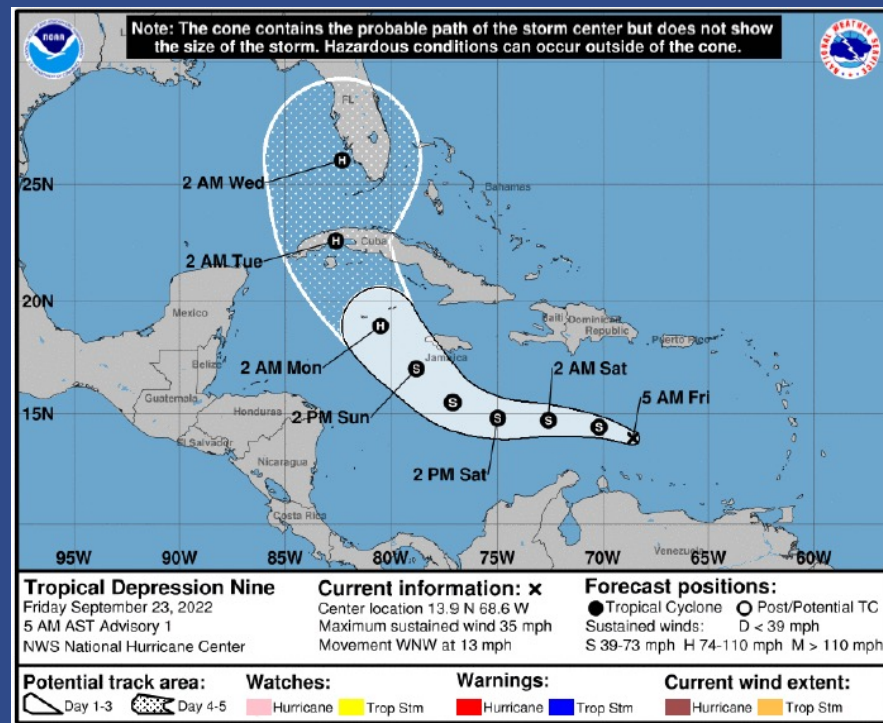 Note: The cone contains the probable path of the storm center but does not show
the size of the storm. Hazardous conditions can occur outside of the cone.
NOAA
NATIONAL WEATHER SERVICE
FL
H
2 AM Wed
25N
Bahamas
H
Cuba
2 AM Tue
20N
Mexico
H
Haiti
Dominican
Republic
Puerto Rico
Jamaica
Belize
2 AM Mon
S
2 AM Sat
5 AM Fri
Guatemala
Honduras
2 PM Sun
S
S
S
S
15N
El Salvador
Nicaragua
2 PM Sat
Costa Rica
Venezuela
95W 90W 85W 80W 75W 70W 65W 60W
Tropical Depression Nine
Friday September 23, 2022
5 AM AST Advisory 1
NWS National Hurricane Center
Current information: x
Center location 13.9 N 68.6 W
Maximum sustained wind 35 mph
Movement WNW at 13 mph
Forecast positions:
Tropical Cyclone Post/Potential TC
Sustained winds: D < 39 mph
S 39-73 mph H 74-110 mph M > 110 mph
Potential track area:
Day 1-3 Day 4-5
Watches:
Hurricane Trop Stm
Warnings:
Hurricane Trop Stm
Current wind extent:
Hurricane Trop Stm